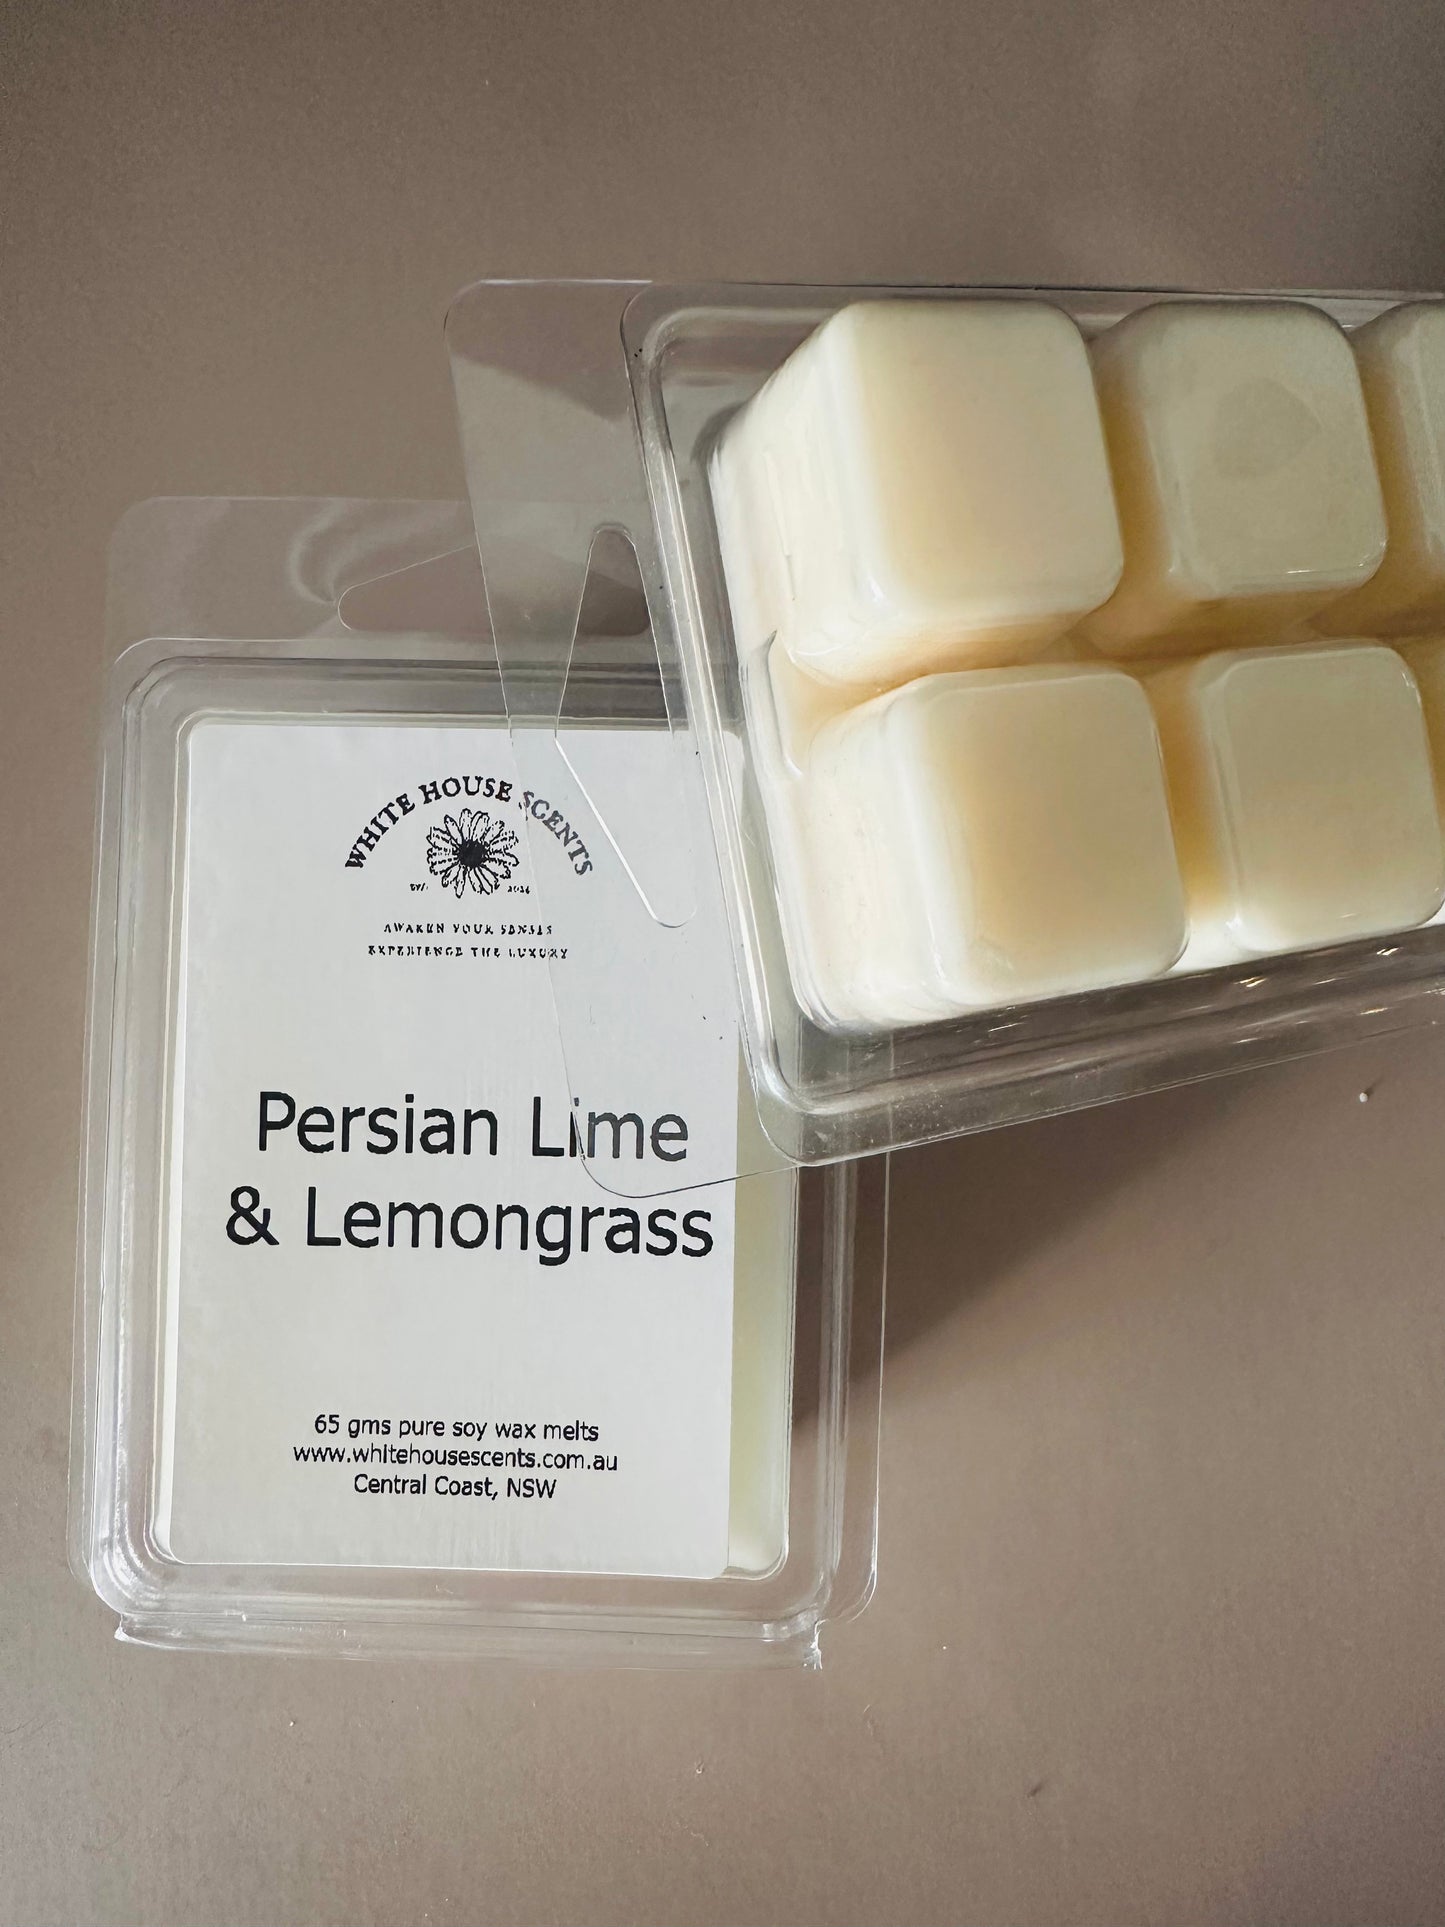 WHITE HOUSE SCENTS
AWAKEN YOUR SENSES
EXPERIENCE THE LUXURY
Persian Lime
& Lemongrass
65 gms pure soy wax melts
www.whitehousescents.com.au
Central Coast, NSW